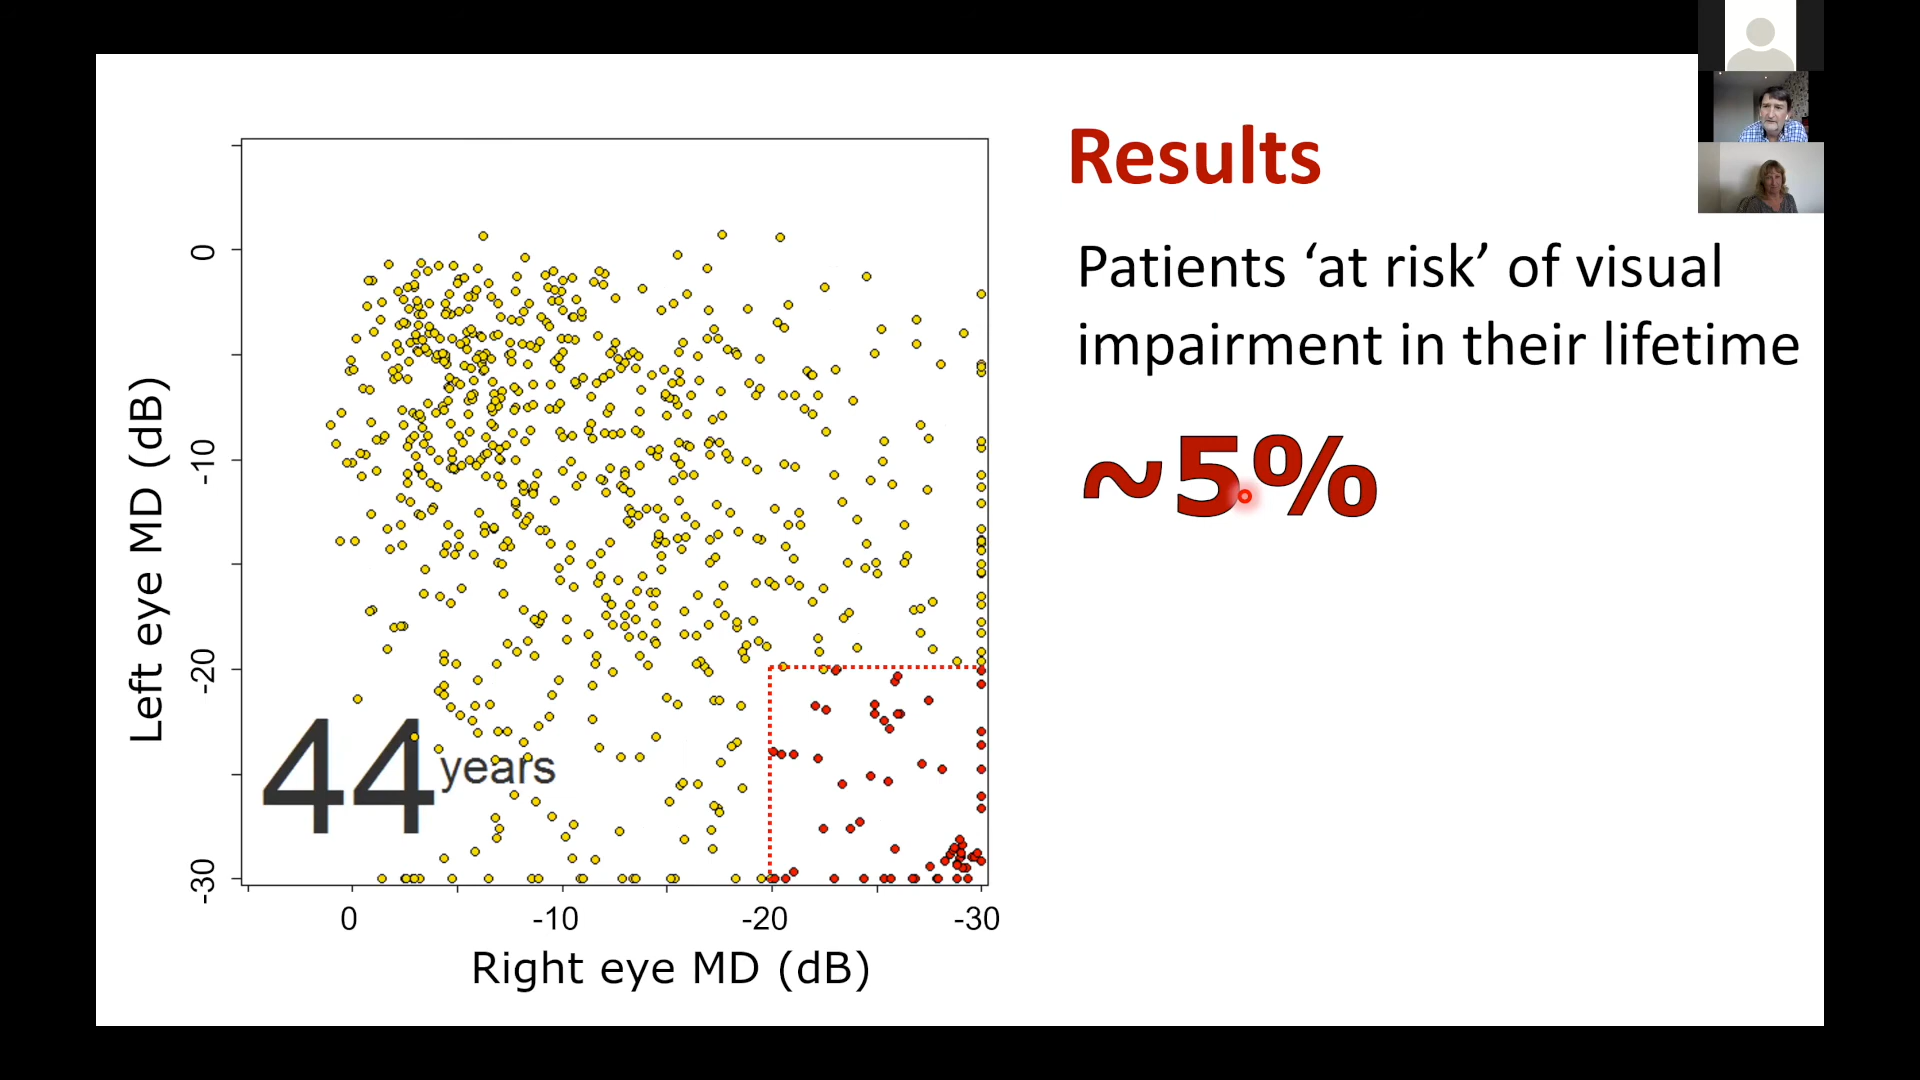 Results
Patients ‘at risk’ of visual
impairment in their lifetime
~5%
0
-10
-20
-30
Left eye MD (dB)
44 years
0
-10
-20
-30
Right eye MD (dB)